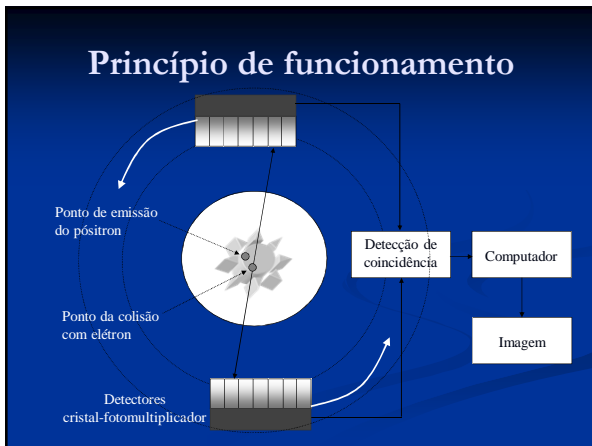 Princípio de funcionamento
Ponto de emissão
do pósitron
Ponto da colisão
com elétron
Detecção de
coincidência
Computador
Imagem
Detectores
cristal-fotomultiplicador